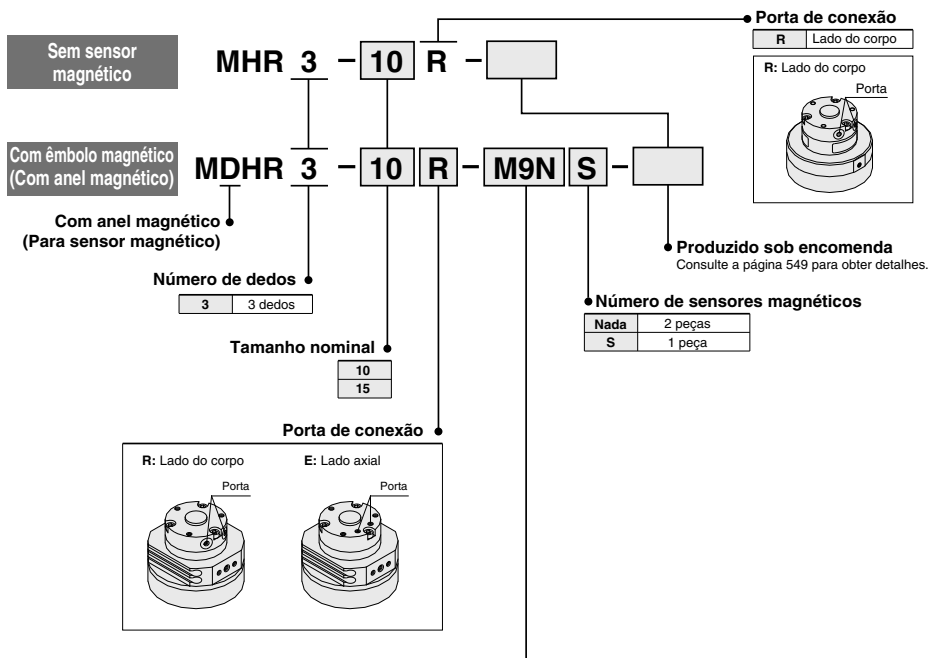 Porta de conexão
R Lado do corpo
R: Lado do corpo
Porta
Sem sensor
magnético
MHR 3 - 10 R -
Com êmbolo magnético
(Com anel magnético)
MDHR 3 - 10 R - M9N S -
Com anel magnético
(Para sensor magnético)
Produzido sob encomenda
Consulte a página 549 para obter detalhes.
Número de dedos
3 3 dedos
Número de sensores magnéticos
Nada 2 peças
S 1 peça
Tamanho nominal
10
15
Porta de conexão
R: Lado do corpo
E: Lado axial
Porta
Porta